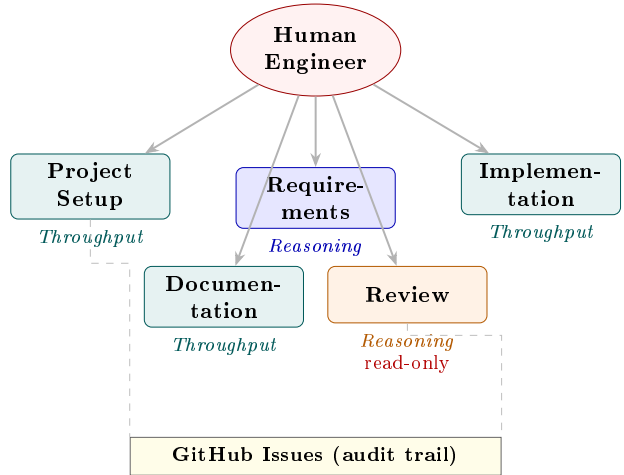 Human
Engineer
Project
Setup
Throughput
Require-
ments
Reasoning
Implemen-
tation
Throughput
Documen-
tation
Throughput
Review
Reasoning
read-only
GitHub Issues (audit trail)